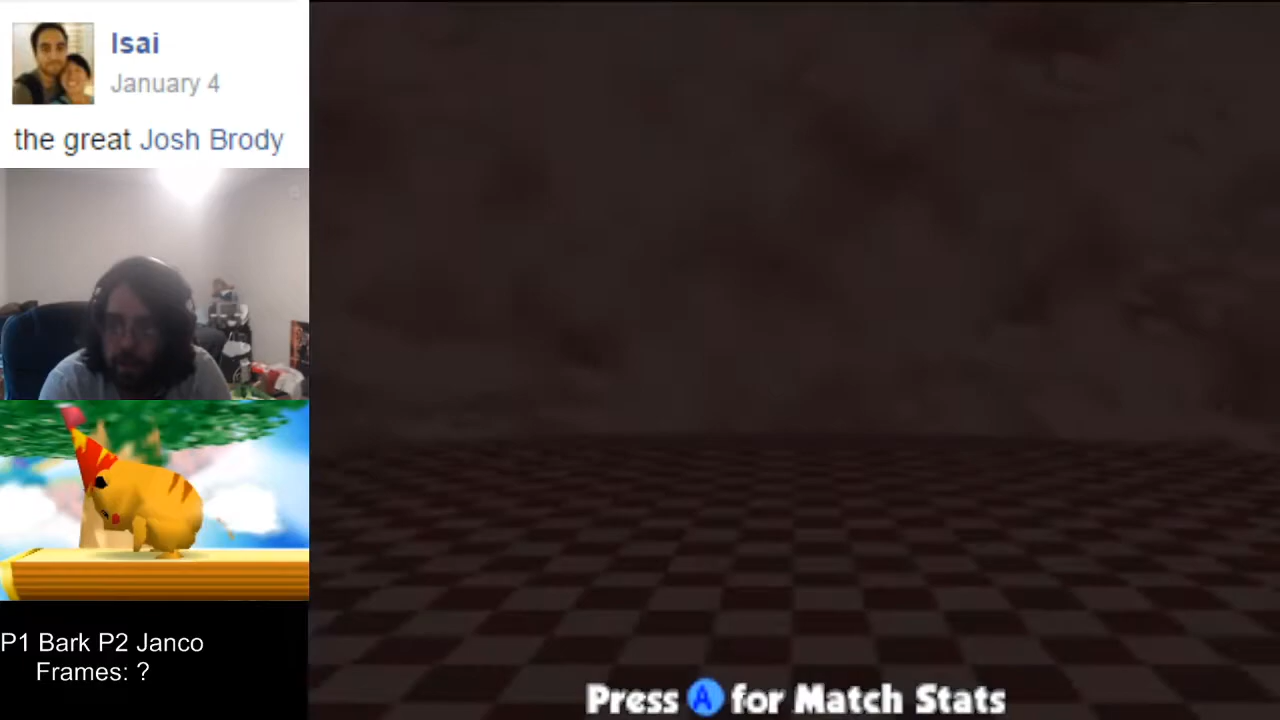 Isai
January 4
the great Josh Brody
P1 Bark P2 Janco
Frames: ?
Press A for Match Stats